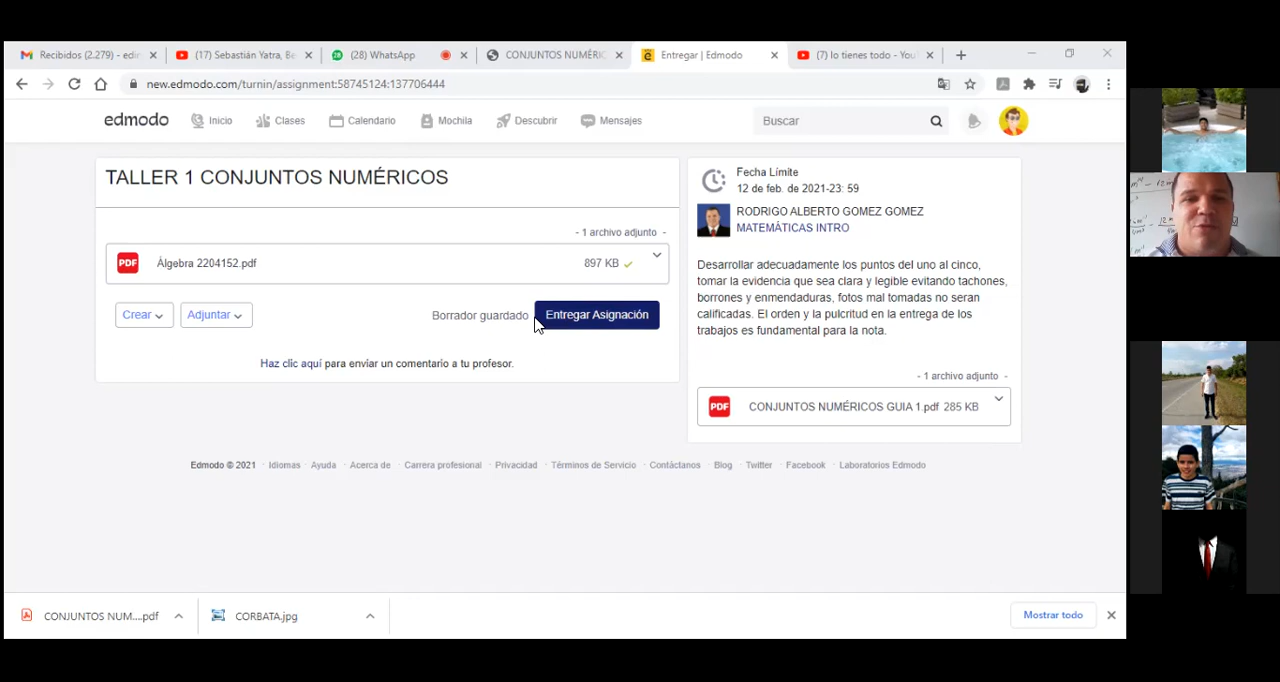 Recibidos (2.279) - edir
(17) Sebastián Yatra, Be
(28) WhatsApp
CONJUNTOS NUMÉRIC
Entregar | Edmodo
(7) lo tienes todo - You
new.edmodo.com/turnin/assignment:58745124:137706444
edmodo Inicio Clases Calendario Mochila Descubrir Mensajes Buscar
TALLER 1 CONJUNTOS NUMÉRICOS
- 1 archivo adjunto -
PDF Álgebra 2204152.pdf 897 KB
Crear Adjuntar Borrador guardado Entregar Asignación
Haz clic aquí para envíar un comentario a tu profesor.
Fecha Límite
12 de feb. de 2021-23: 59
RODRIGO ALBERTO GOMEZ GOMEZ
MATEMÁTICAS INTRO
Desarrollar adecuadamente los puntos del uno al cinco,
tomar la evidencia que sea clara y legible evitando tachones,
borrones y enmendaduras, fotos mal tomadas no seran
calificadas. El orden y la pulcritud en la entrega de los
trabajos es fundamental para la nota.
- 1 archivo adjunto -
PDF CONJUNTOS NUMÉRICOS GUIA 1.pdf 285 KB
Edmodo © 2021 · Idiomas · Ayuda · Acerca de · Carrera profesional · Privacidad · Términos de Servicio · Contáctanos · Blog · Twitter · Facebook · Laboratorios Edmodo
CONJUNTOS NUM....pdf
CORBATA.jpg
Mostrar todo